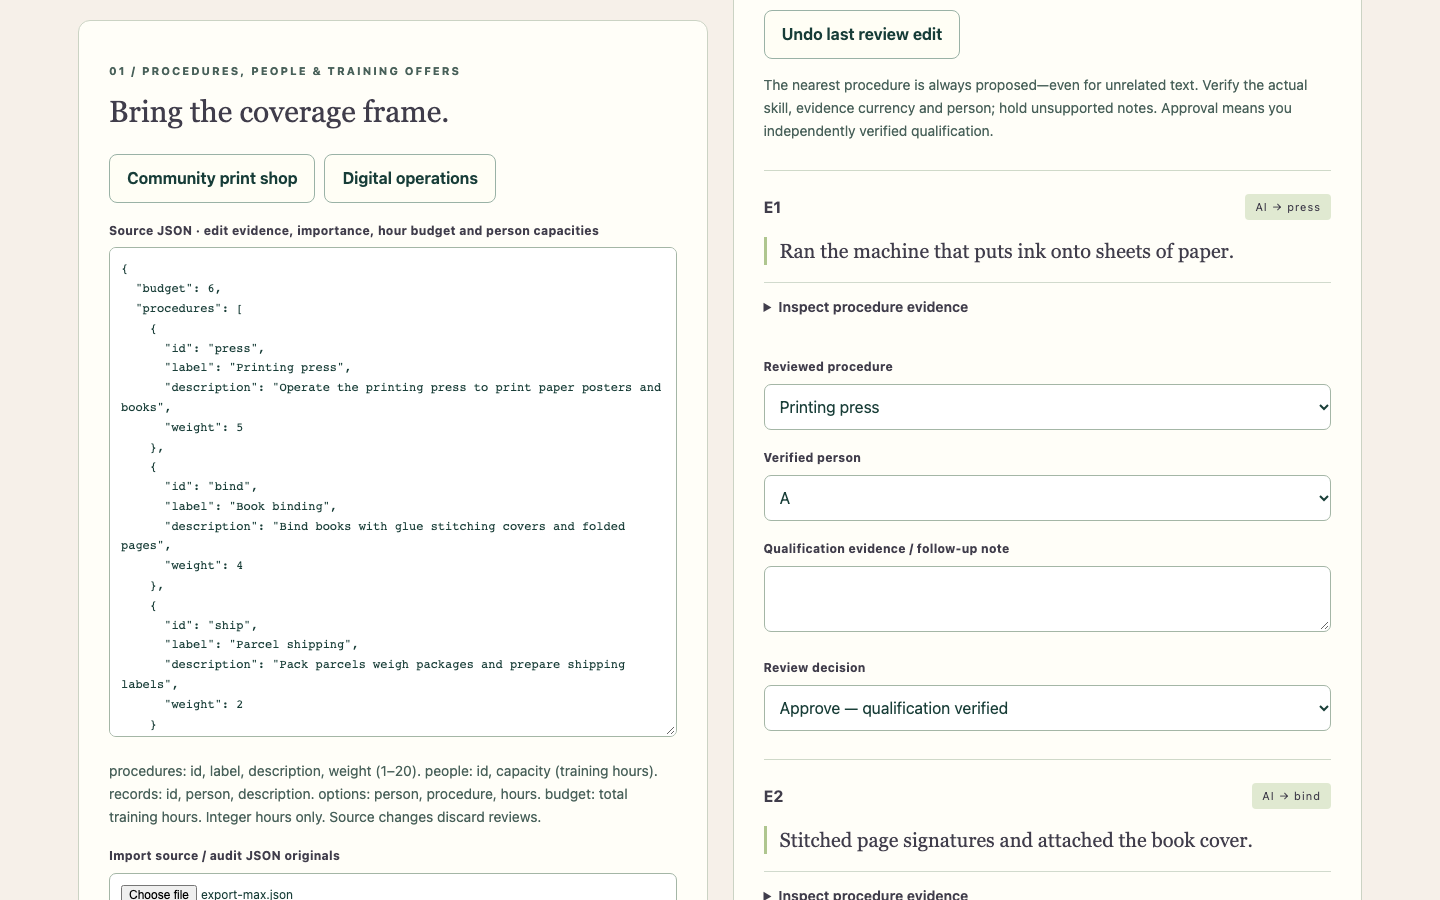 01 / PROCEDURES, PEOPLE & TRAINING OFFERS
Bring the coverage frame.
Community print shop
Digital operations
Source JSON · edit evidence, importance, hour budget and person capacities
{
"budget": 6,
"procedures": [
{
"id": "press",
"label": "Printing press",
"description": "Operate the printing press to print paper posters and
books",
"weight": 5
},
{
"id": "bind",
"label": "Book binding",
"description": "Bind books with glue stitching covers and folded
pages",
"weight": 4
},
{
"id": "ship",
"label": "Parcel shipping",
"description": "Pack parcels weigh packages and prepare shipping
labels",
"weight": 2
}
procedures: id, label, description, weight (1–20). people: id, capacity (training hours).
records: id, person, description. options: person, procedure, hours. budget: total
training hours. Integer hours only. Source changes discard reviews.
Import source / audit JSON originals
Choose file export-max.json
Undo last review edit
The nearest procedure is always proposed—even for unrelated text. Verify the actual
skill, evidence currency and person; hold unsupported notes. Approval means you
independently verified qualification.
E1
AI → press
Ran the machine that puts ink onto sheets of paper.
Inspect procedure evidence
Reviewed procedure
Printing press
Verified person
A
Qualification evidence / follow-up note
Review decision
Approve — qualification verified
E2
AI → bind
Stitched page signatures and attached the book cover.
Inspect procedure evidence